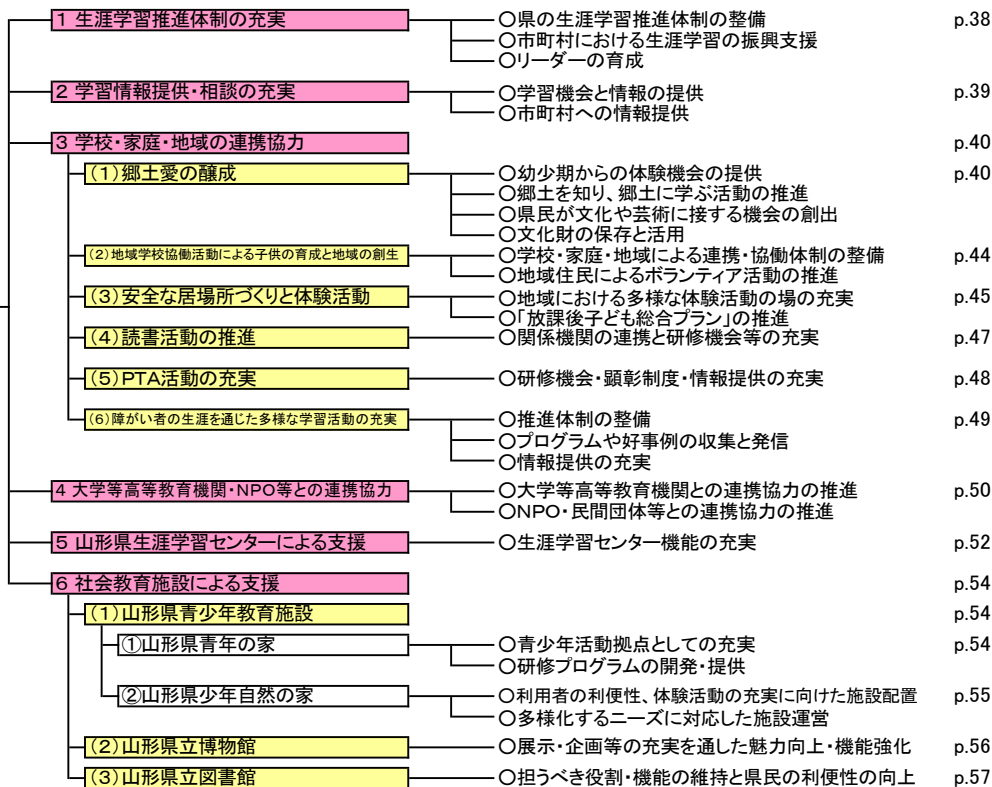 1 生涯学習推進体制の充実 ○県の生涯学習推進体制の整備 p.38
○市町村における生涯学習の振興支援
○リーダーの育成
2 学習情報提供・相談の充実 ○学習機会と情報の提供 p.39
○市町村への情報提供
3 学校・家庭・地域の連携協力 p.40
(1)郷土愛の醸成 ○幼少期からの体験機会の提供 p.40
○郷土を知り、郷土に学ぶ活動の推進
○県民が文化や芸術に接する機会の創出
○文化財の保存と活用
(2)地域学校協働活動による子供の育成と地域の創生 ○学校・家庭・地域による連携・協働体制の整備 p.44
○地域住民によるボランティア活動の推進
(3)安全な居場所づくりと体験活動 ○地域における多様な体験活動の場の充実 p.45
○「放課後子ども総合プラン」の推進
(4)読書活動の推進 ○関係機関の連携と研修機会等の充実 p.47
(5)PTA活動の充実 ○研修機会・顕彰制度・情報提供の充実 p.48
(6)障がい者の生涯を通じた多様な学習活動の充実 ○推進体制の整備 p.49
○プログラムや好事例の収集と発信
○情報提供の充実
4 大学等高等教育機関・NPO等との連携協力 ○大学等高等教育機関との連携協力の推進 p.50
○NPO・民間団体等との連携協力の推進
5 山形県生涯学習センターによる支援 ○生涯学習センター機能の充実 p.52
6 社会教育施設による支援 p.54
(1)山形県青少年教育施設 p.54
①山形県青年の家 ○青少年活動拠点としての充実 p.54
○研修プログラムの開発・提供
②山形県少年自然の家 ○利用者の利便性、体験活動の充実に向けた施設配置 p.55
○多様化するニーズに対応した施設運営
(2)山形県立博物館 ○展示・企画等の充実を通した魅力向上・機能強化 p.56
(3)山形県立図書館 ○担うべき役割・機能の維持と県民の利便性の向上 p.57